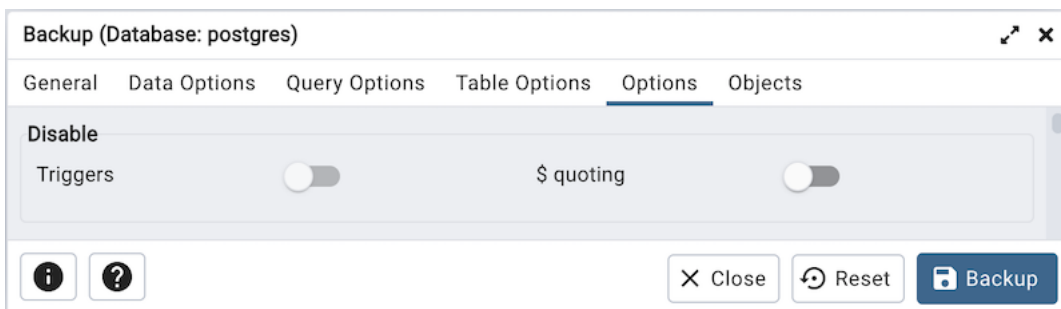 Backup (Database: postgres)
General Data Options Query Options Table Options Options Objects
Disable
Triggers $ quoting
Close Reset Backup